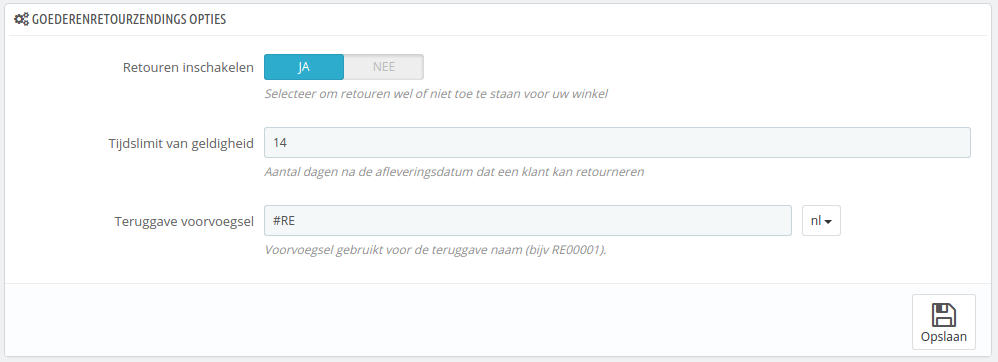 GOEDERENRETOURZENDINGS OPTIES
Retouren inschakelen JA NEE
Selecteer om retouren wel of niet toe te staan voor uw winkel
Tijdslimit van geldigheid 14
Aantal dagen na de afleveringsdatum dat een klant kan retourneren
Teruggave voorvoegsel #RE nl
Voorvoegsel gebruikt voor de teruggave naam (bijv RE00001).
Opslaan